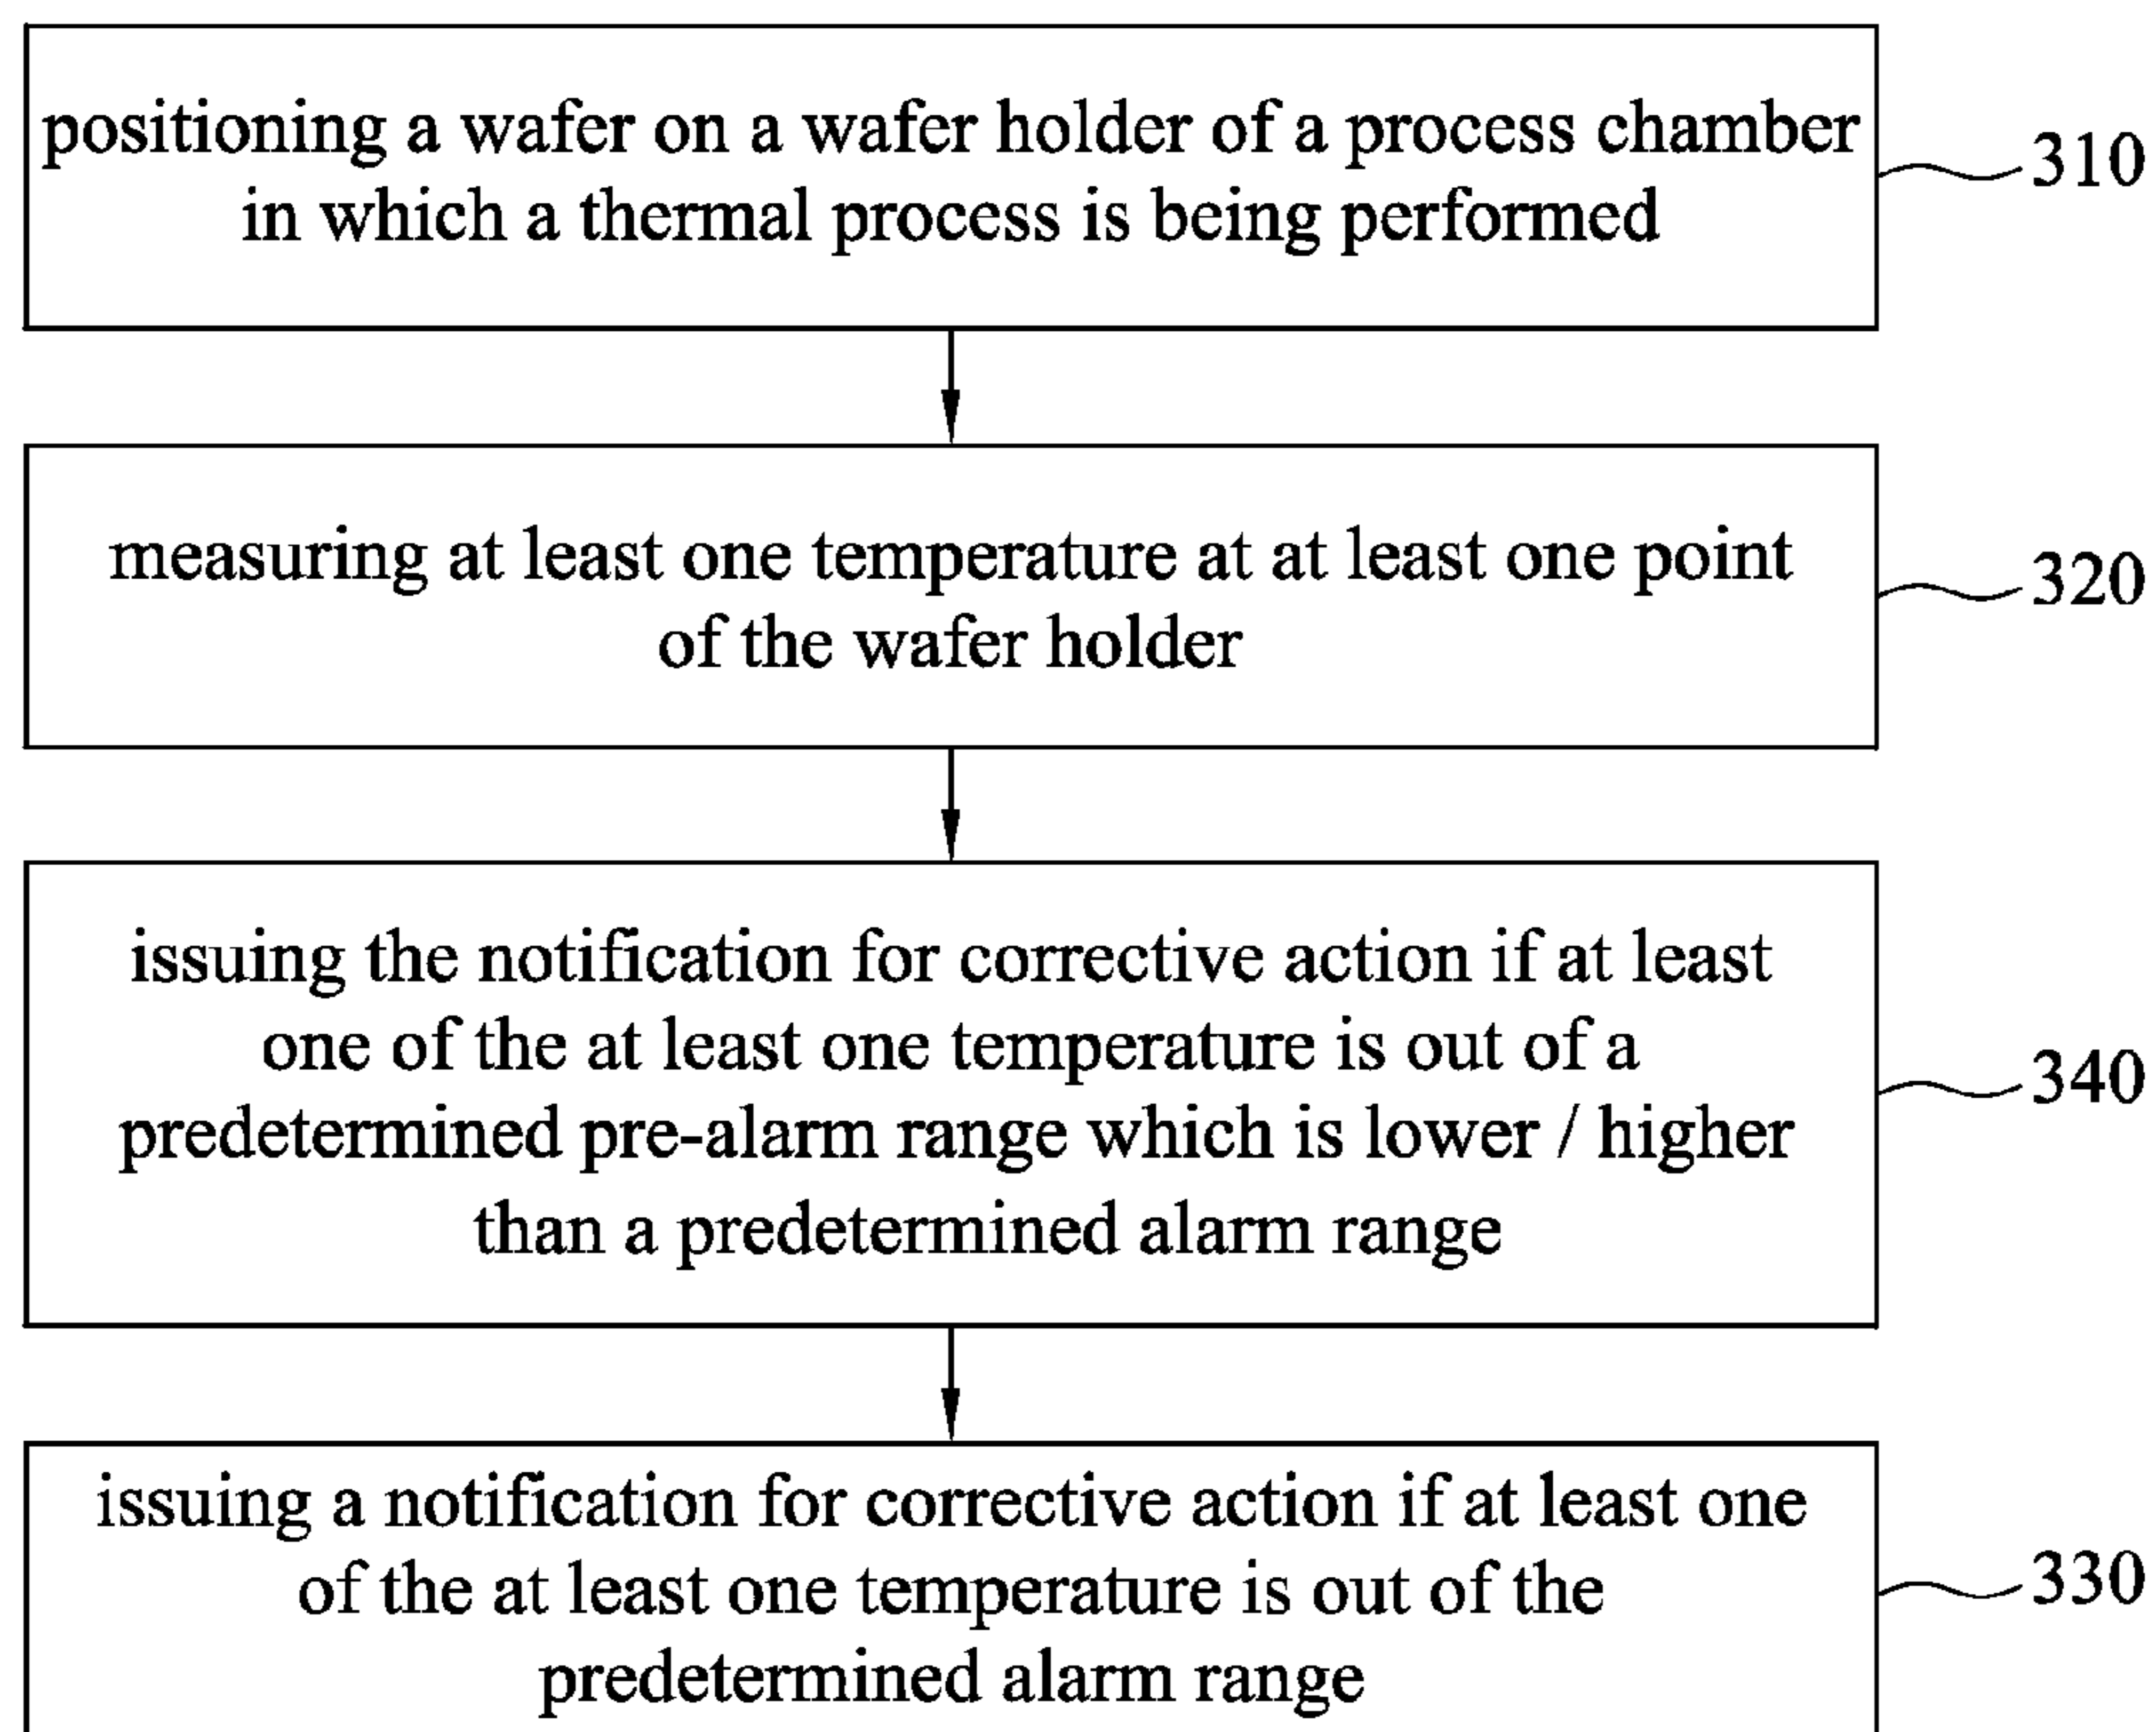 positioning a wafer on a wafer holder of a process chamber
in which a thermal process is being performed
310
measuring at least one temperature at at least one point
of the wafer holder
320
issuing the notification for corrective action if at least
one of the at least one temperature is out of a
predetermined pre-alarm range which is lower / higher
than a predetermined alarm range
340
issuing a notification for corrective action if at least one
of the at least one temperature is out of the
predetermined alarm range
330